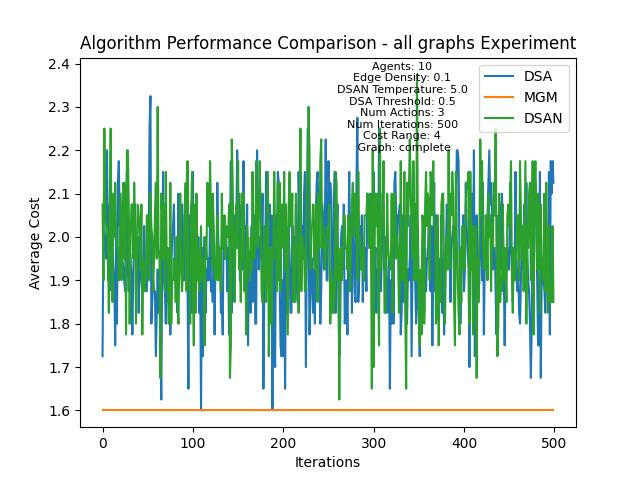 Algorithm Performance Comparison - all graphs Experiment
Agents: 10
Edge Density: 0.1
DSAN Temperature: 5.0
DSA Threshold: 0.5
Num Actions: 3
Num Iterations: 500
Cost Range: 4
Graph: complete
DSA
MGM
DSAN
Average Cost
2.4
2.3
2.2
2.1
2.0
1.9
1.8
1.7
1.6
0
100
200
300
400
500
Iterations